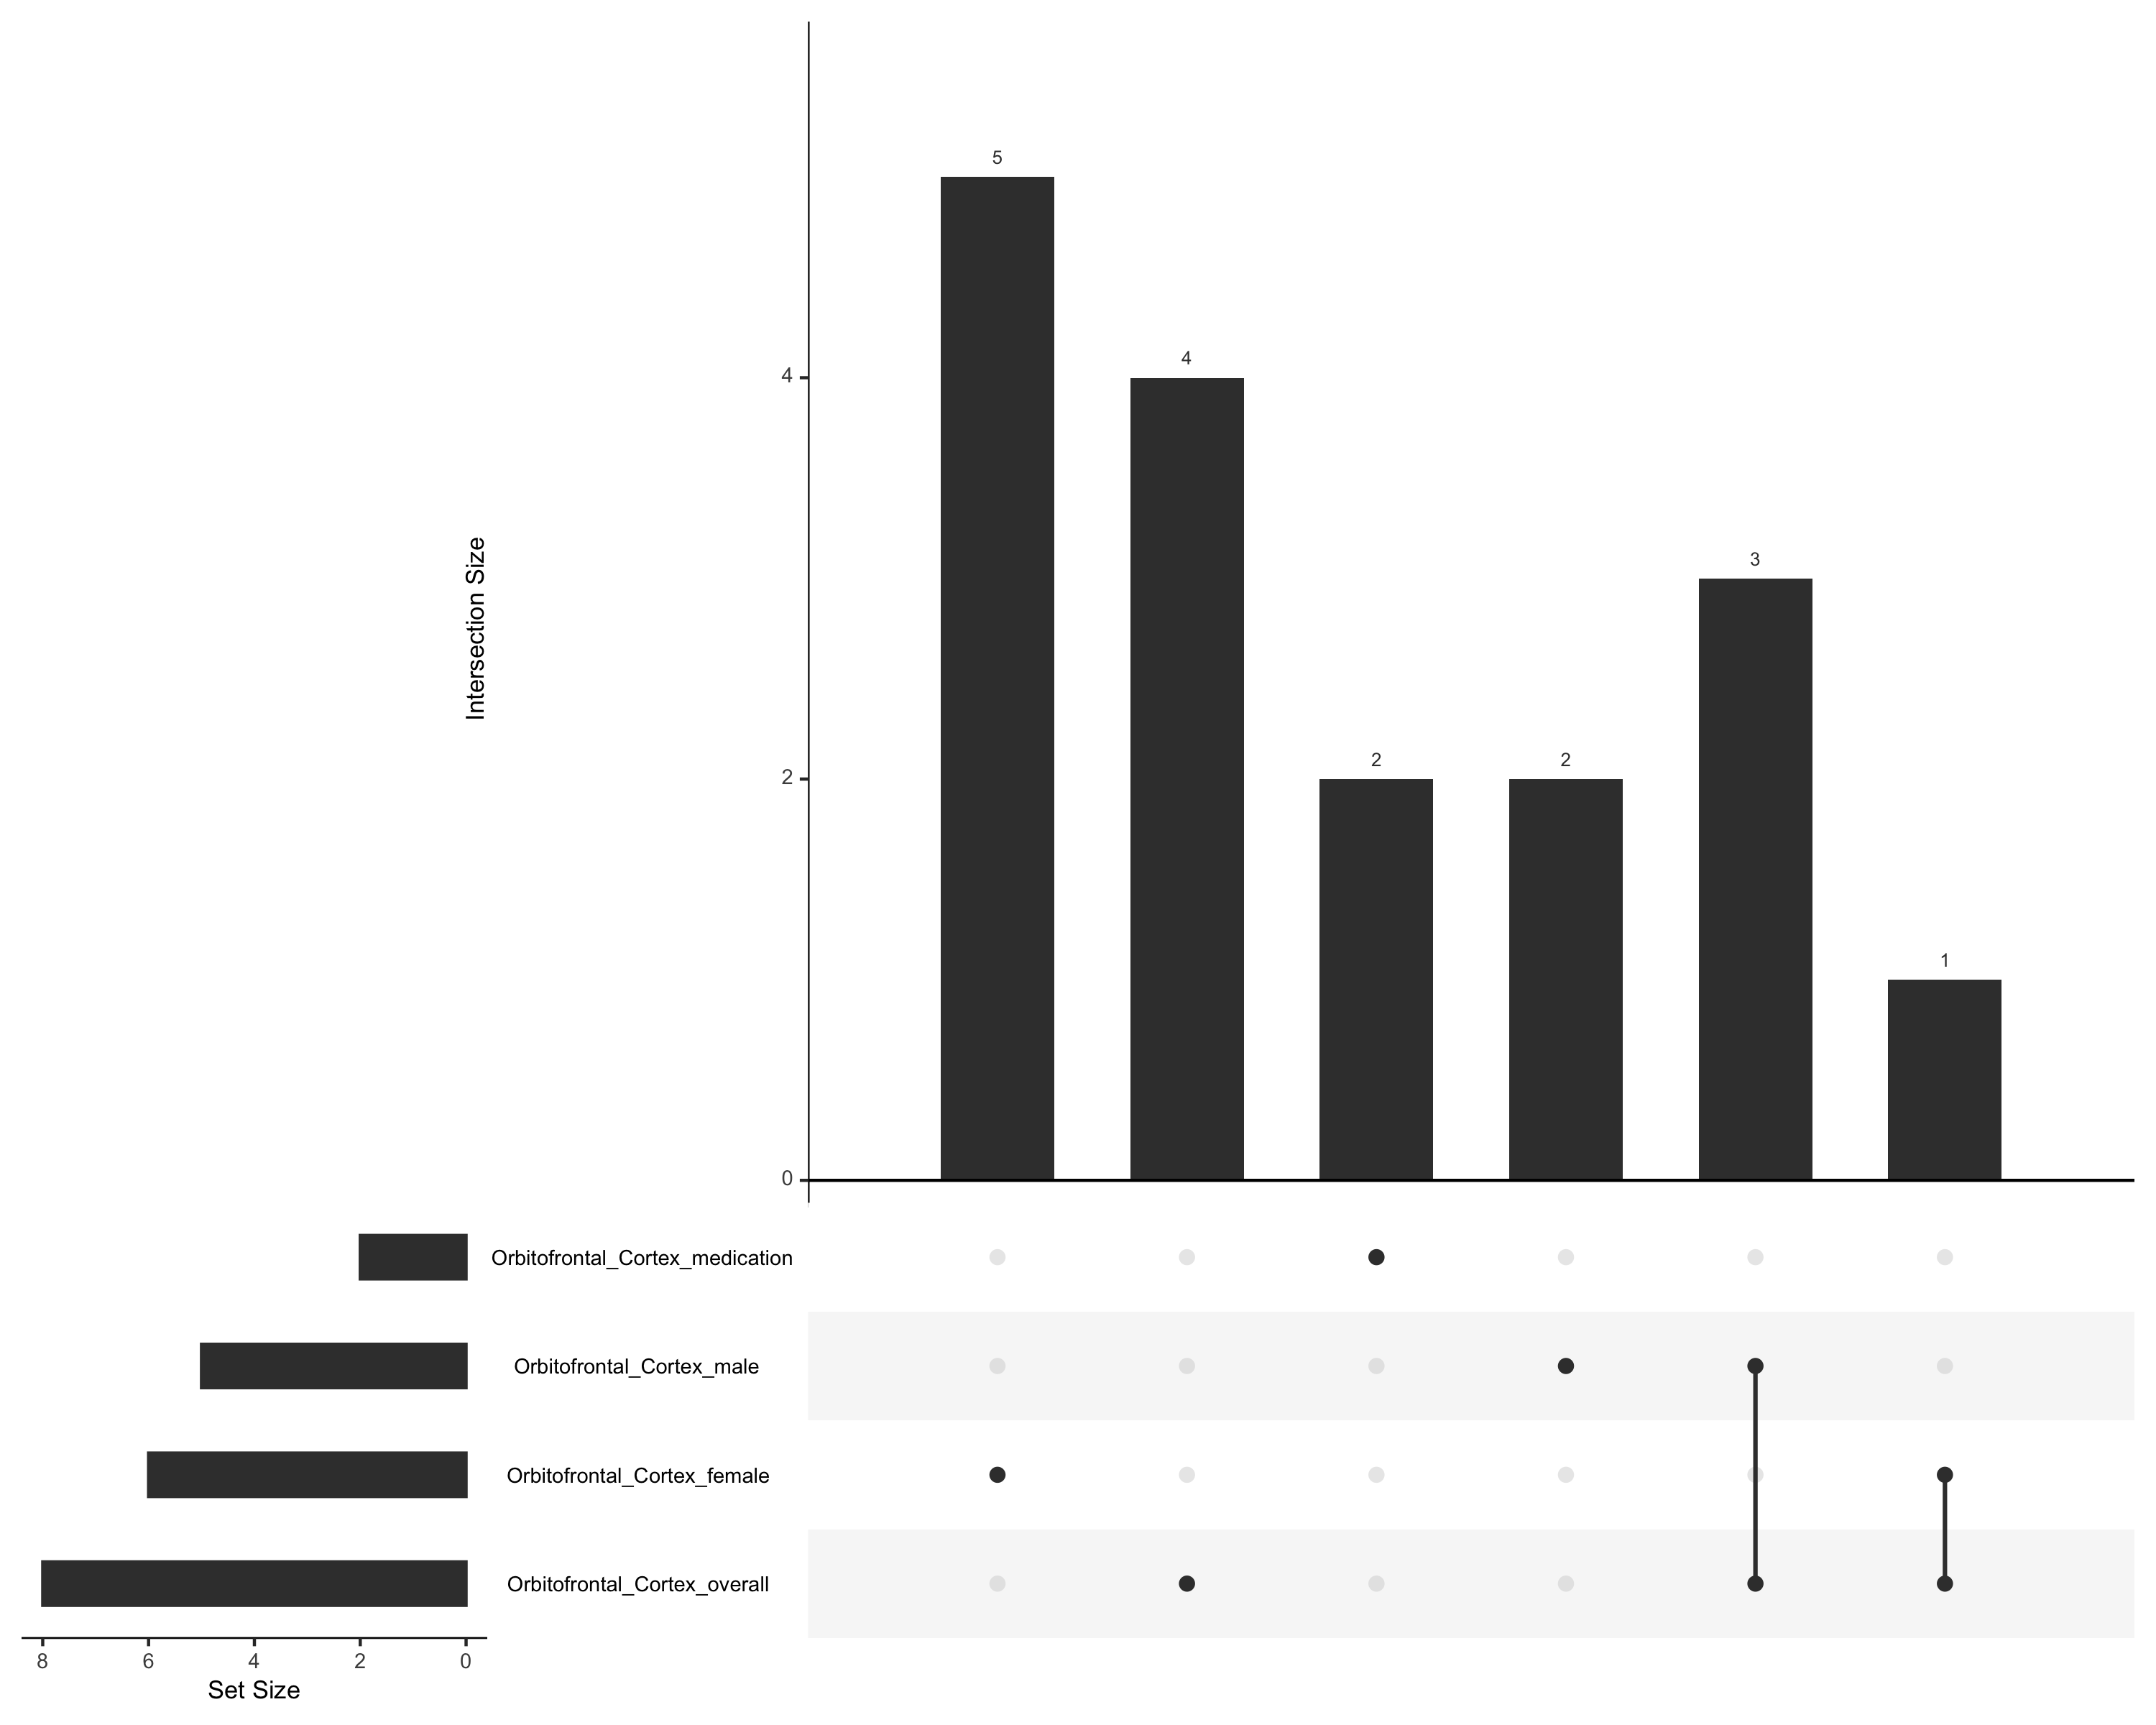 5
4
4
3
2
2
2
1
0
Intersection Size
Orbitofrontal_Cortex_medication
Orbitofrontal_Cortex_male
Orbitofrontal_Cortex_female
Orbitofrontal_Cortex_overall
8 6 4 2 0
Set Size